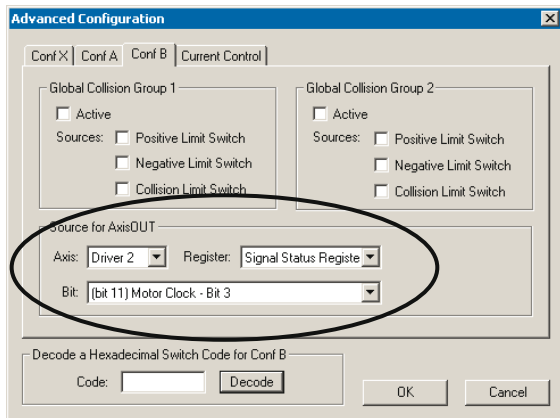 Advanced Configuration
Conf X Conf A Conf B Current Control
Global Collision Group 1
Active
Sources: Positive Limit Switch
Negative Limit Switch
Collision Limit Switch
Global Collision Group 2
Active
Sources: Positive Limit Switch
Negative Limit Switch
Collision Limit Switch
Source for AxisOUT
Axis: Driver 2 Register: Signal Status Registe
Bit: (bit 11) Motor Clock - Bit 3
Decode a Hexadecimal Switch Code for Conf B
Code: Decode
OK Cancel